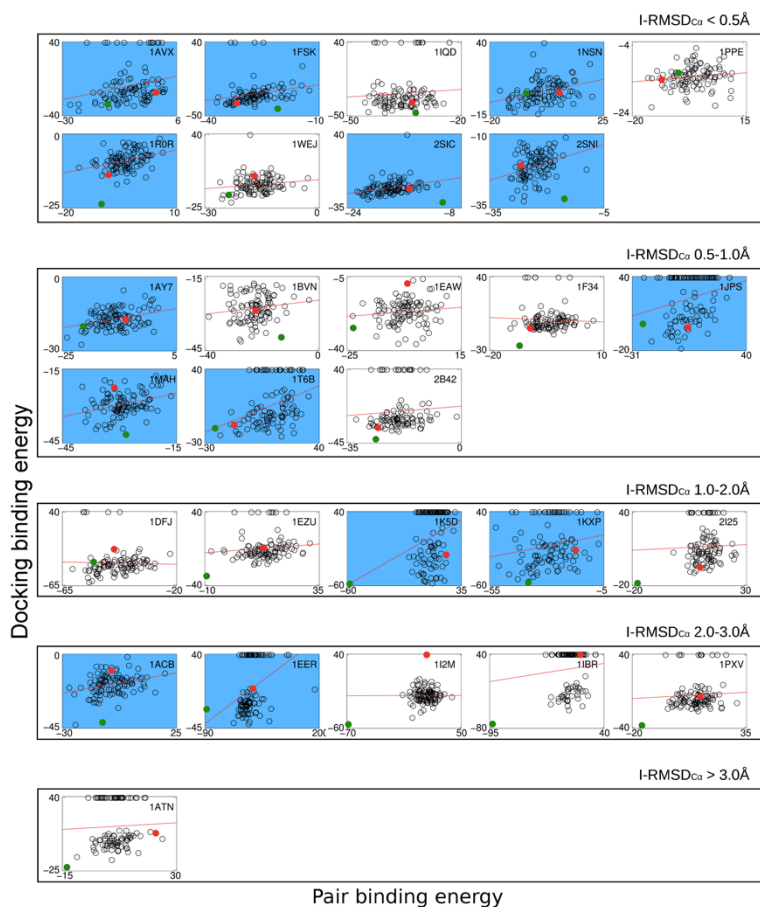 I-RMSDCα < 0.5Å
40 1AVX -40 -30 6
40 1FSK -50 -40 -10
40 1IQD -50 -50 -20
40 1NSN -15 -20 25
-4 1PPE -24 -20 15
40 1R0R -25 -20 10
40 1WEJ -25 -30 0
40 2SIC -35 -24 -8
-10 2SNI -35 -35 -5
I-RMSDCα 0.5-1.0Å
0 1AY7 -30 -25 5
-15 1BVN -45 -40 0
-5 1EAW -45 -25 15
40 1F34 -30 -15 10
40 1JPS -20 -31 40
1MAH -45 -45 -15
40 1T6B -30 -30 40
40 2B42 -45 -35 0
I-RMSDCα 1.0-2.0Å
40 1DFJ -65 -65 -20
40 1EZU -40 -10 35
40 1K5D -60 -60 35
40 1KXP -60 -55 -5
40 2I25 -20 -20 30
I-RMSDCα 2.0-3.0Å
0 1ACB -45 -30 25
40 1EER -45 -90 200
40 1I2M -70 -70 50
40 1IBR -80 -95 40
40 1PXV -40 -19 35
I-RMSDCα > 3.0Å
40 1ATN -25 -15 30
Docking binding energy
Pair binding energy